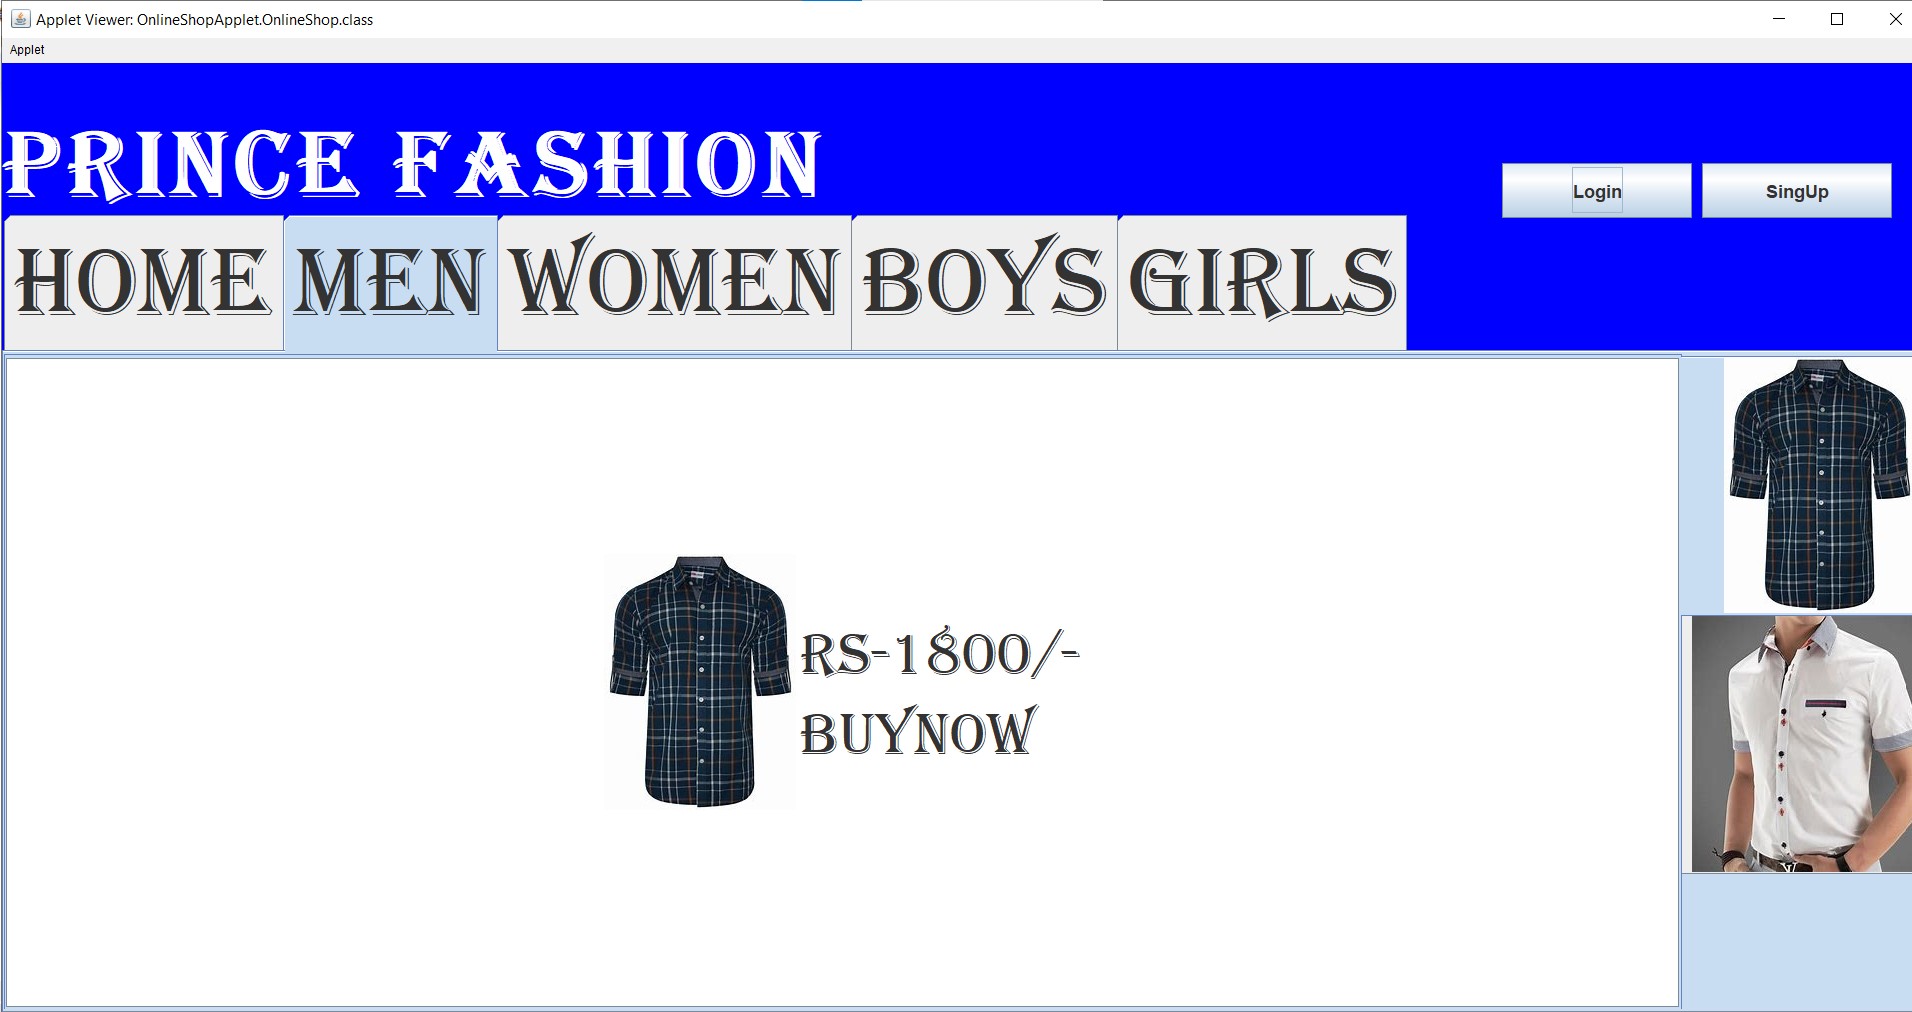 Applet Viewer: OnlineShopApplet.OnlineShop.class
Applet
PRINCE FASHION
Login SingUp
HOME MEN WOMEN BOYS GIRLS
RS-1800/-
BUYNOW